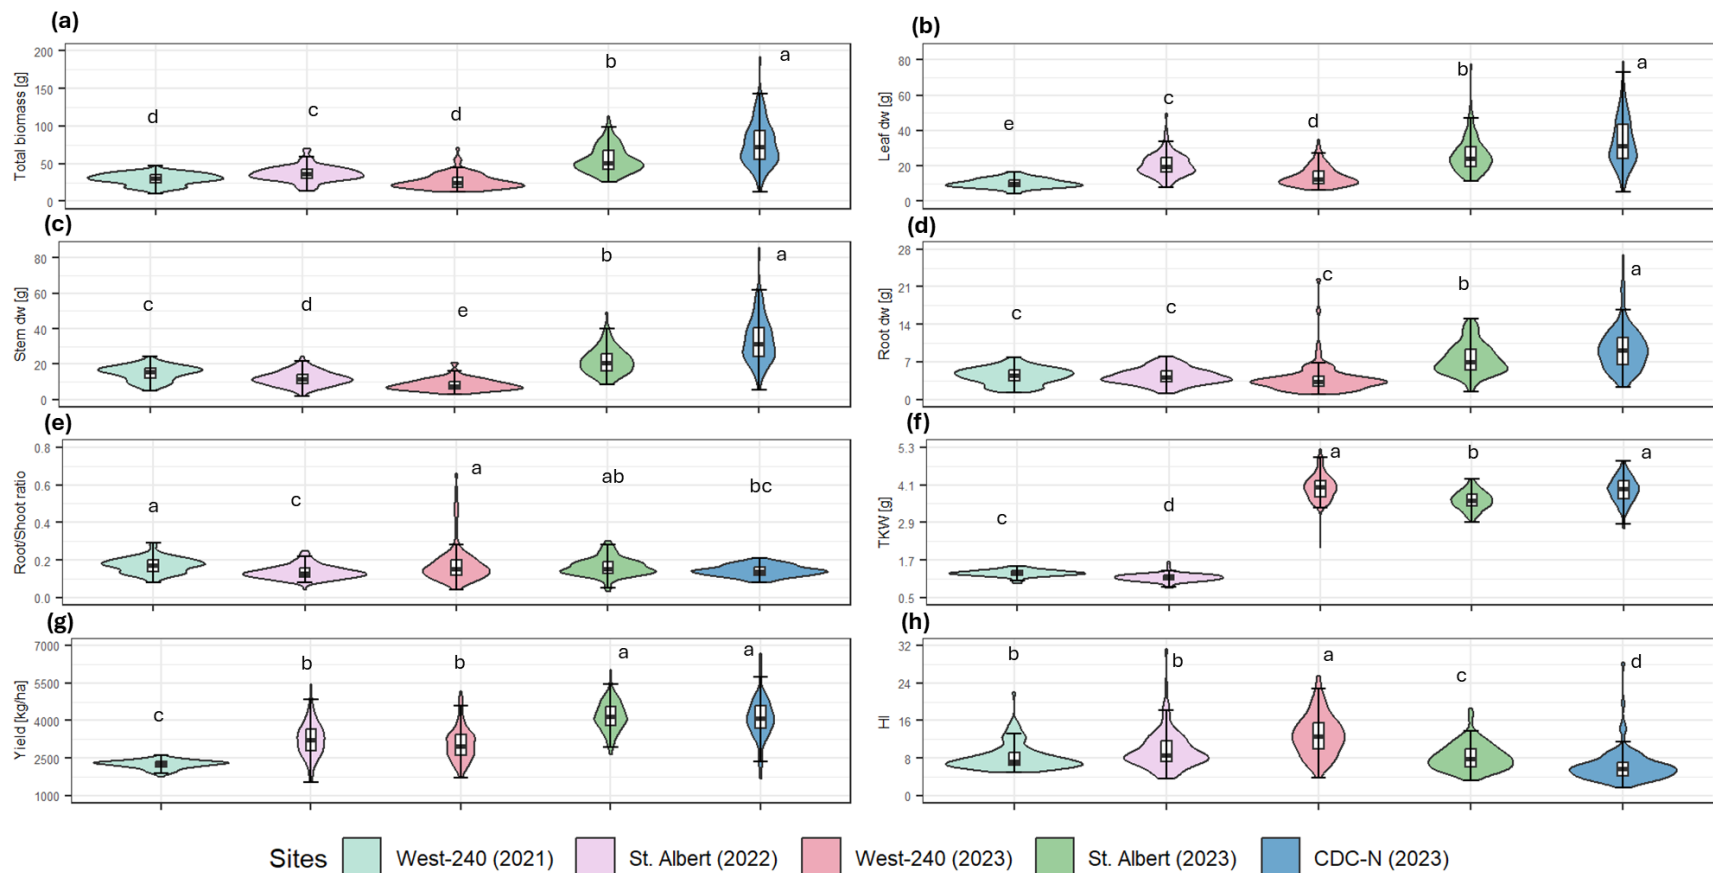 (a)
(b)
Total biomass [g]
200
150
100
50
0
d
c
d
b
a
Leaf dw [g]
80
60
40
20
0
e
c
d
b
a
(c)
(d)
Stem dw [g]
80
60
40
20
0
c
d
e
b
a
Root dw [g]
28
21
14
7
0
c
c
c
b
a
(e)
(f)
Root/Shoot ratio
0.8
0.6
0.4
0.2
0.0
a
c
a
ab
bc
TKW [g]
5.3
4.1
2.9
1.7
0.5
c
d
a
b
a
(g)
(h)
Yield [kg/ha]
7000
5500
4000
2500
1000
c
b
b
a
a
HI
32
24
16
8
0
b
b
a
c
d
Sites West-240 (2021) St. Albert (2022) West-240 (2023) St. Albert (2023) CDC-N (2023)